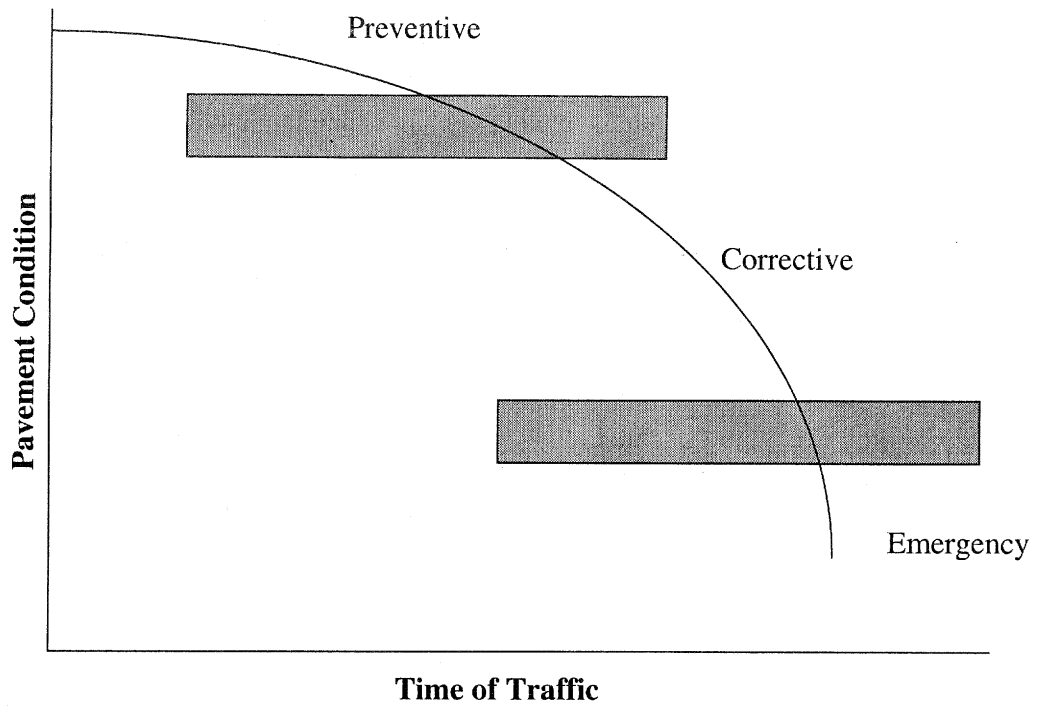 Preventive
Corrective
Emergency
Pavement Condition
Time of Traffic